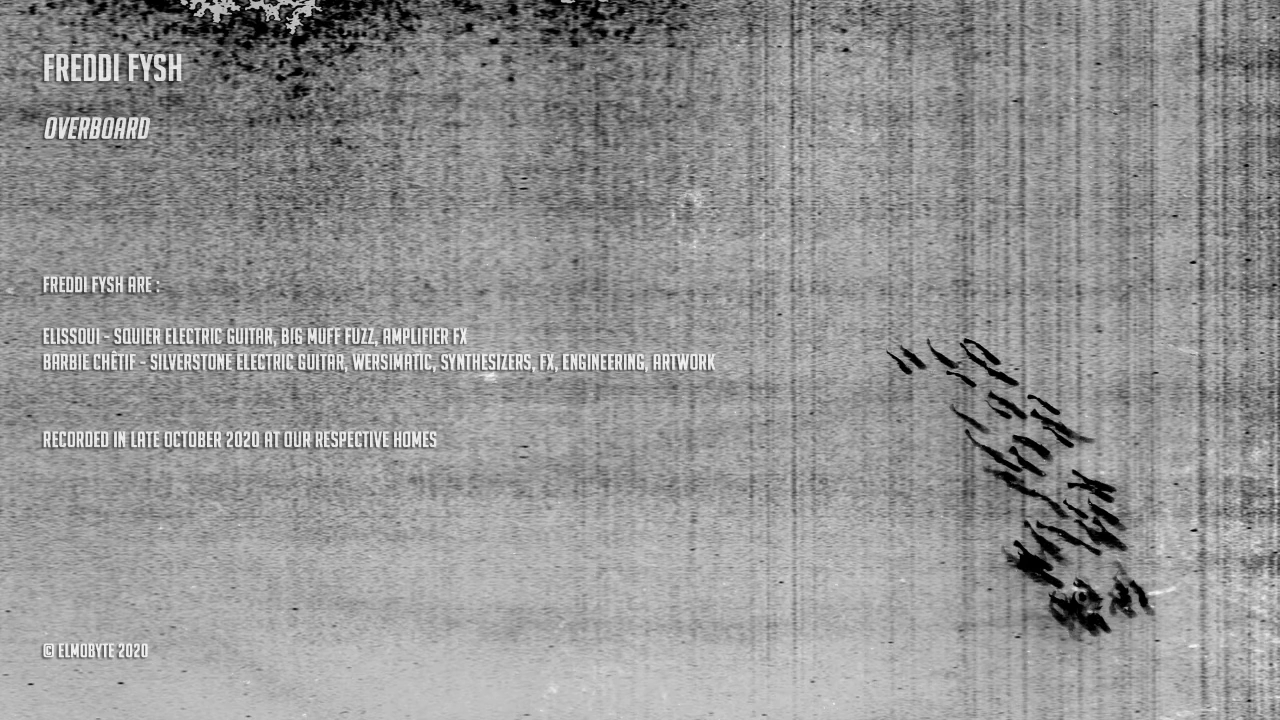 FREDDI FYSH
OVERBOARD
FREDDI FYSH ARE :
ELISSOUI - SQUIER ELECTRIC GUITAR, BIG MUFF FUZZ, AMPLIFIER FX
BARBIE CHÉTIF - SILVERSTONE ELECTRIC GUITAR, WERSIMATIC, SYNTHESIZERS, FX, ENGINEERING, ARTWORK
RECORDED IN LATE OCTOBER 2020 AT OUR RESPECTIVE HOMES
© ELMOBYTE 2020